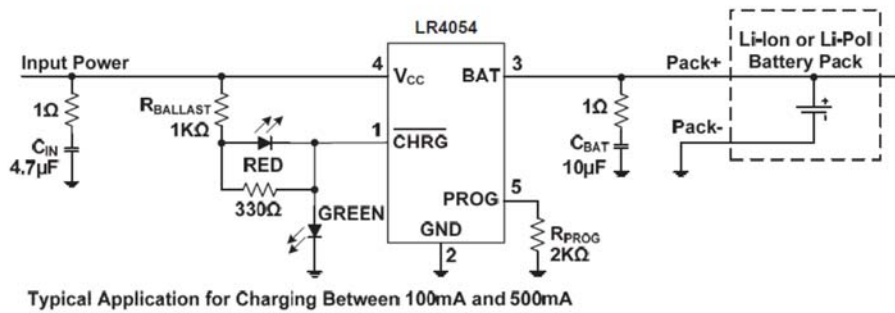 LR4054
Li-Ion or Li-Pol
Battery Pack
Input Power
4
VCC
BAT
3
Pack+
1Ω
RBALLAST
1KΩ
1
CHRG
1Ω
Pack-
CIN
4.7µF
RED
CBAT
10µF
330Ω
GREEN
PROG
5
GND
2
RPROG
2KΩ
Typical Application for Charging Between 100mA and 500mA